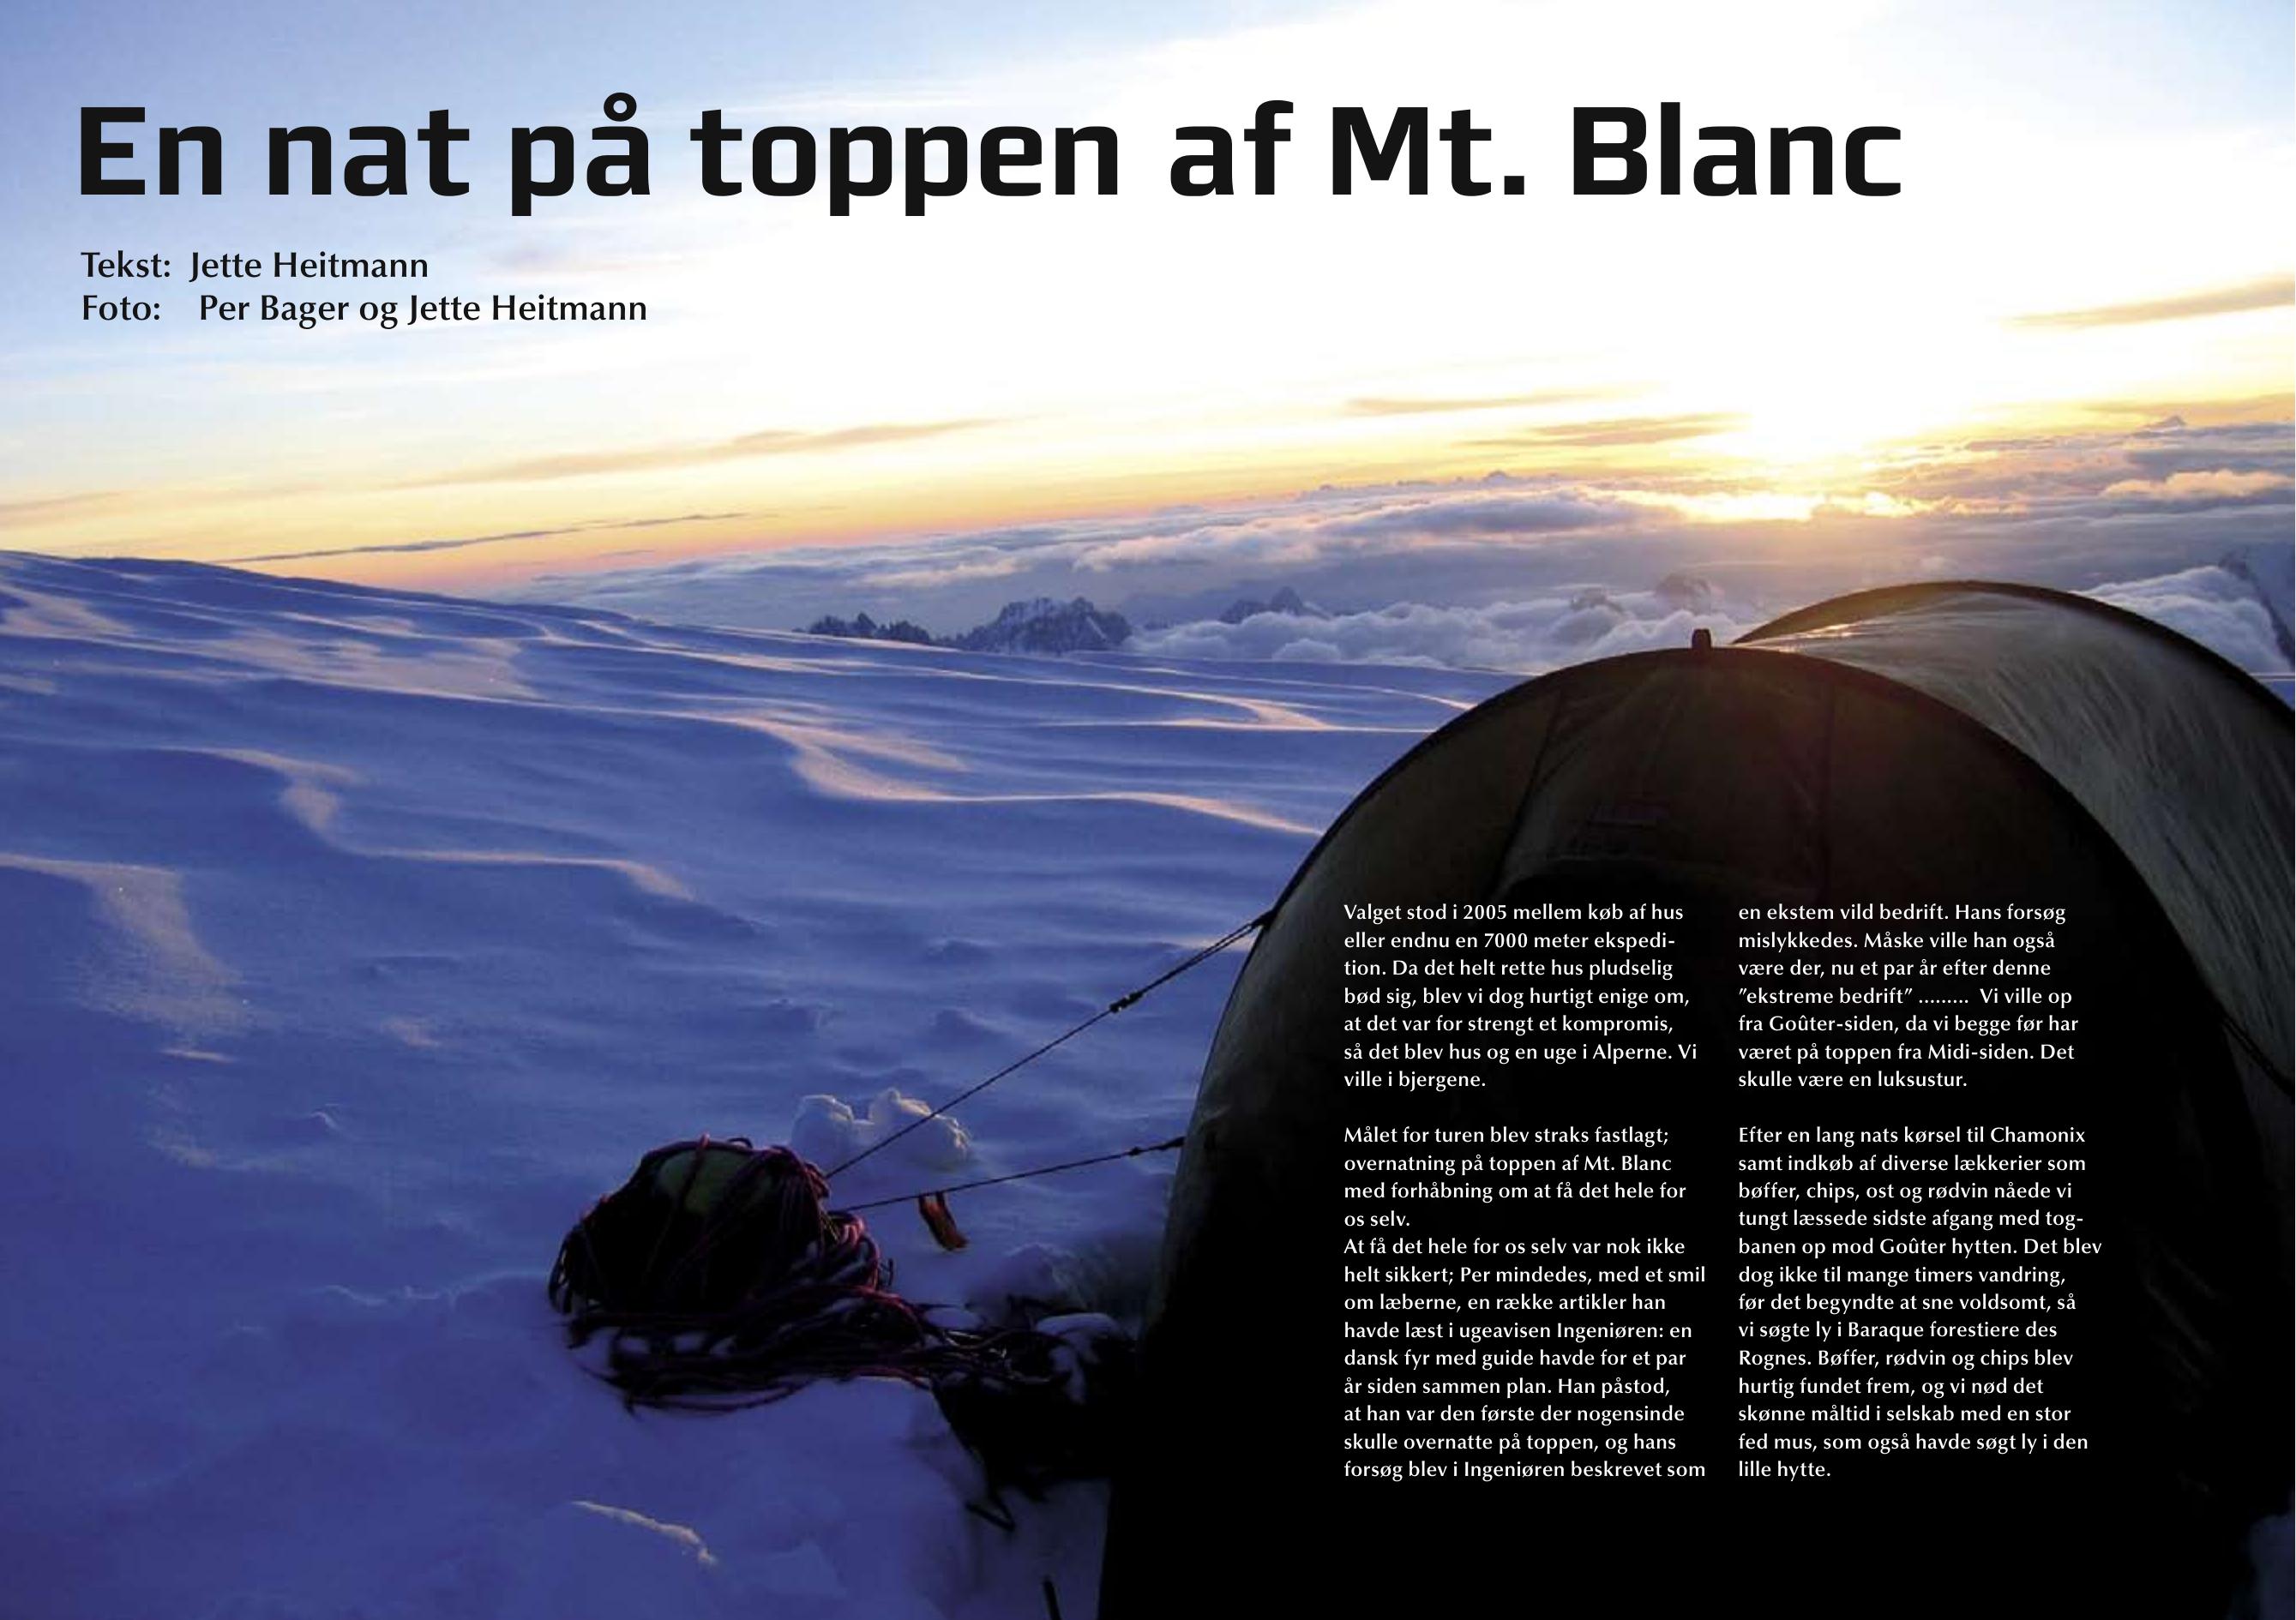 En nat på toppen af Mt. Blanc
Tekst: Jette Heitmann
Foto: Per Bager og Jette Heitmann
Valget stod i 2005 mellem køb af hus
eller endnu en 7000 meter ekspedi-
tion. Da det helt rette hus pludselig
bød sig, blev vi dog hurtigt enige om,
at det var for strengt et kompromis,
så det blev hus og en uge i Alperne. Vi
ville i bjergene.
Målet for turen blev straks fastlagt;
overnatning på toppen af Mt. Blanc
med forhåbning om at få det hele for
os selv.
At få det hele for os selv var nok ikke
helt sikkert; Per mindedes, med et smil
om læberne, en række artikler han
havde læst i ugeavisen Ingeniøren: en
dansk fyr med guide havde for et par
år siden sammen plan. Han påstod,
at han var den første der nogensinde
skulle overnatte på toppen, og hans
forsøg blev i Ingeniøren beskrevet som
en ekstem vild bedrift. Hans forsøg
mislykkedes. Måske ville han også
være der, nu et par år efter denne
”ekstreme bedrift” ......... Vi ville op
fra Goûter-siden, da vi begge før har
været på toppen fra Midi-siden. Det
skulle være en luksustur.
Efter en lang nats kørsel til Chamonix
samt indkøb af diverse lækkerier som
bøffer, chips, ost og rødvin nåede vi
tungt læssede sidste afgang med tog-
banen op mod Goûter hytten. Det blev
dog ikke til mange timers vandring,
før det begyndte at sne voldsomt, så
vi søgte ly i Baraque forestiere des
Rognes. Bøffer, rødvin og chips blev
hurtig fundet frem, og vi nød det
skønne måltid i selskab med en stor
fed mus, som også havde søgt ly i den
lille hytte.